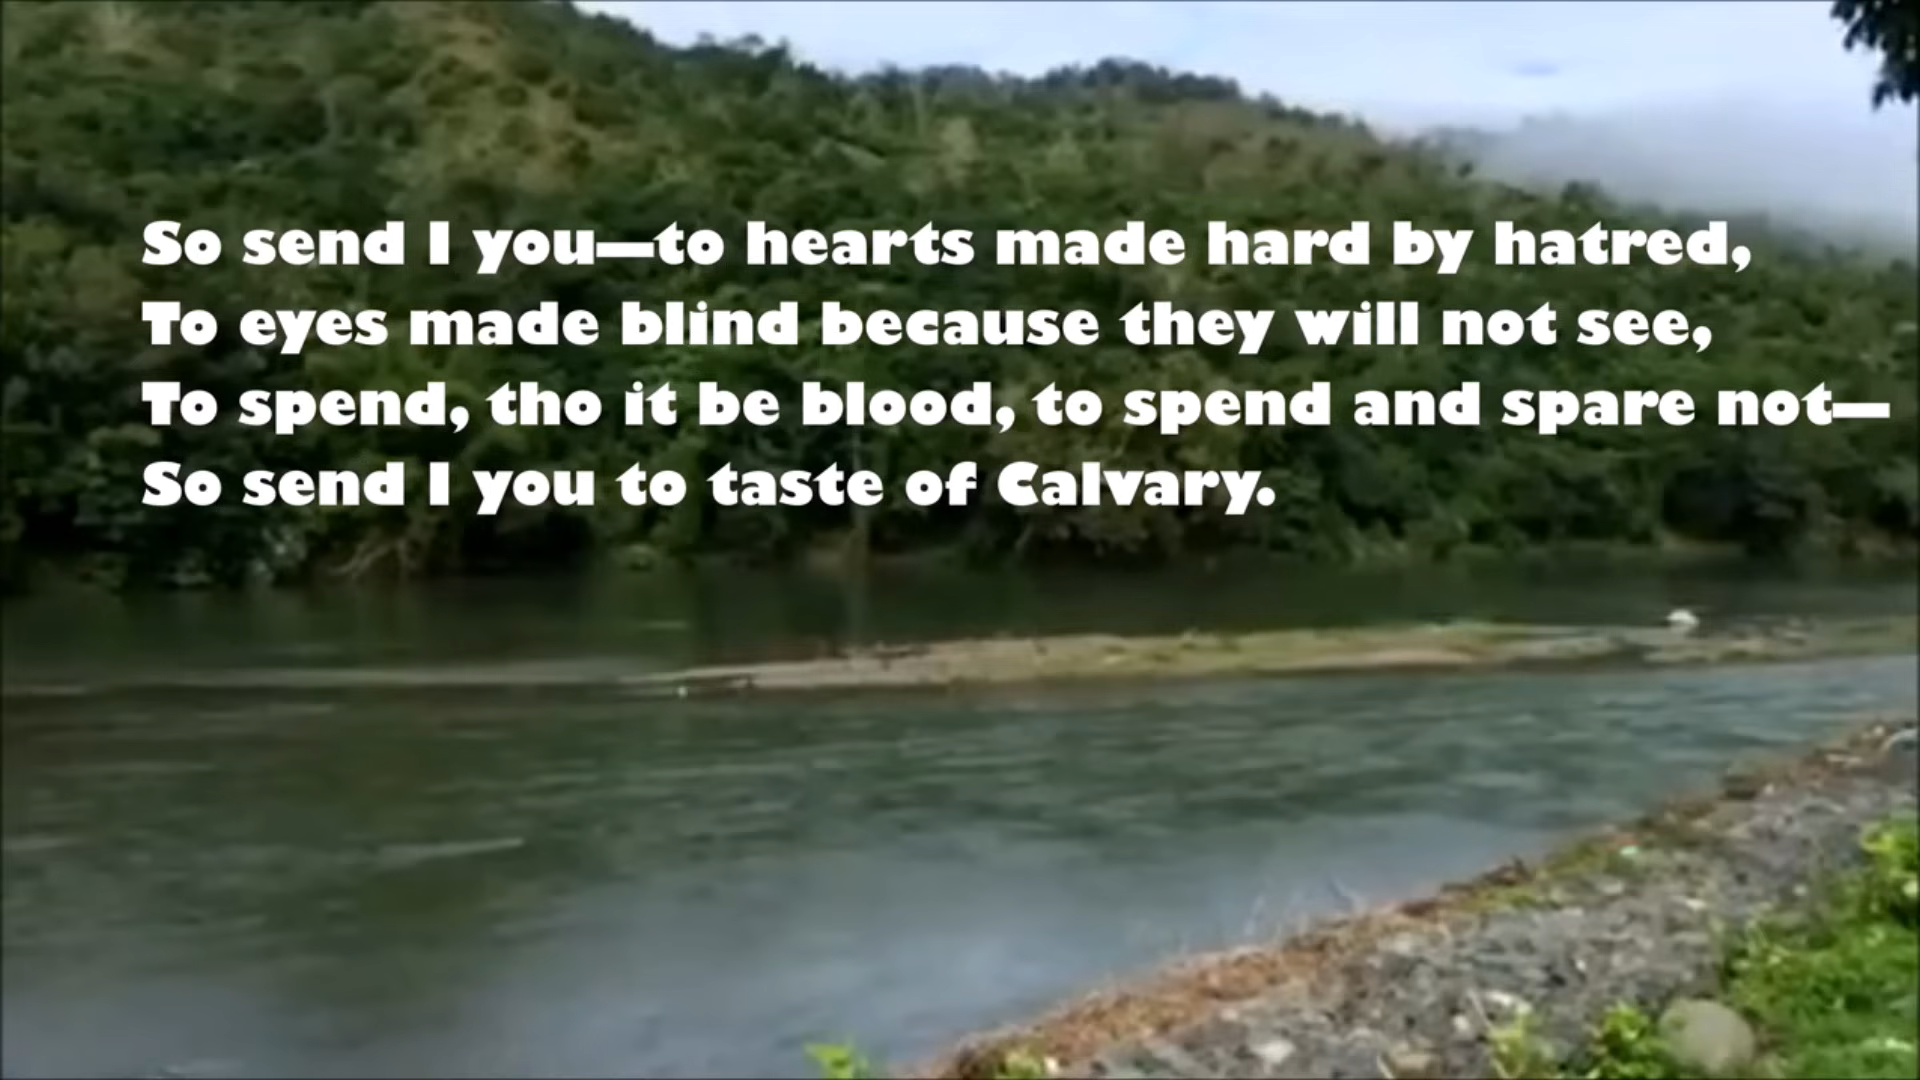 So send I you—to hearts made hard by hatred,
To eyes made blind because they will not see,
To spend, tho it be blood, to spend and spare not—
So send I you to taste of Calvary.